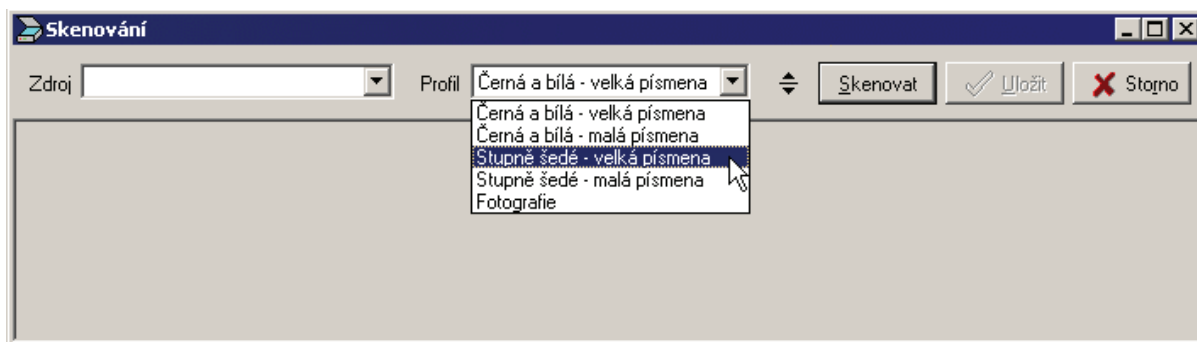 Skenování
Zdroj Profil Černá a bílá - velká písmena Skenovat Uložit Storno
Černá a bílá - velká písmena
Černá a bílá - malá písmena
Stupně šedé - velká písmena
Stupně šedé - malá písmena
Fotografie